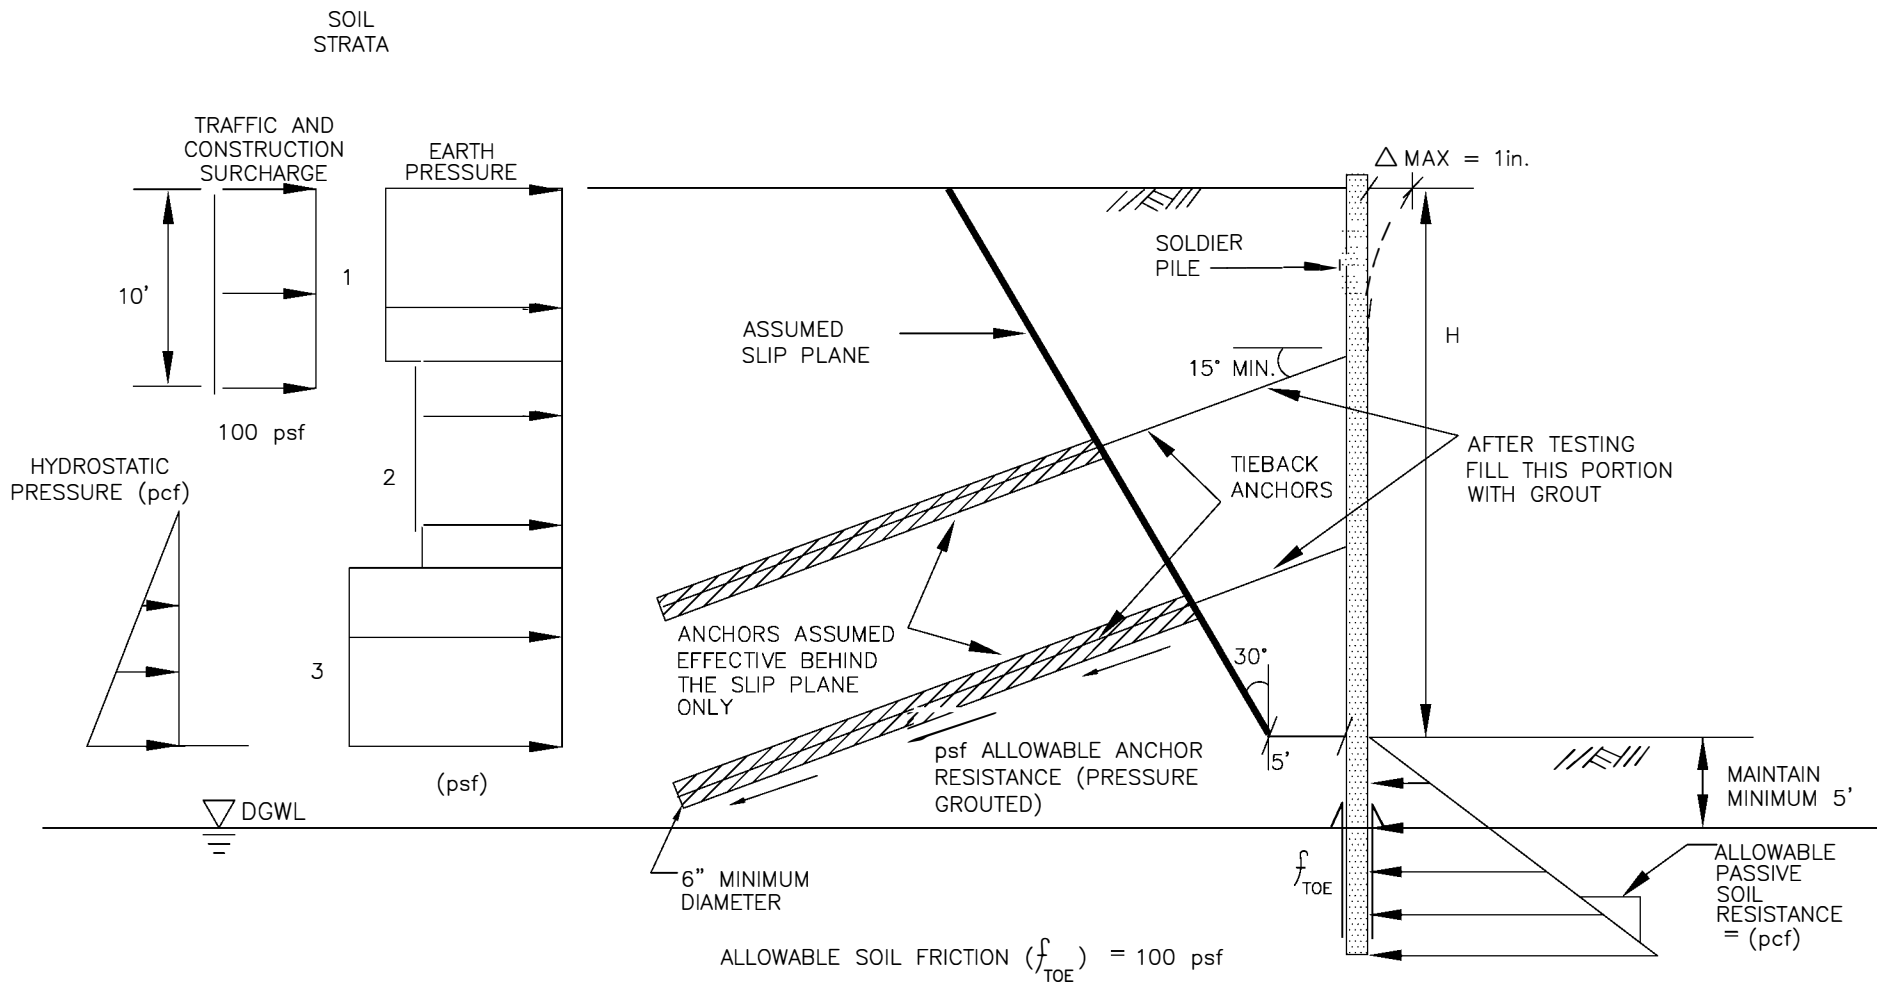 SOIL
STRATA
TRAFFIC AND
CONSTRUCTION
SURCHARGE
EARTH
PRESSURE
△ MAX = 1in.
10'
1
SOLDIER
PILE
ASSUMED
SLIP PLANE
H
15° MIN.
100 psf
HYDROSTATIC
PRESSURE (pcf)
2
TIEBACK
ANCHORS
AFTER TESTING
FILL THIS PORTION
WITH GROUT
3
ANCHORS ASSUMED
EFFECTIVE BEHIND
THE SLIP PLANE
ONLY
30°
5'
psf ALLOWABLE ANCHOR
RESISTANCE (PRESSURE
GROUTED)
(psf)
MAINTAIN
MINIMUM 5'
DGWL
6" MINIMUM
DIAMETER
f TOE
ALLOWABLE
PASSIVE
SOIL
RESISTANCE
= (pcf)
ALLOWABLE SOIL FRICTION (f TOE) = 100 psf